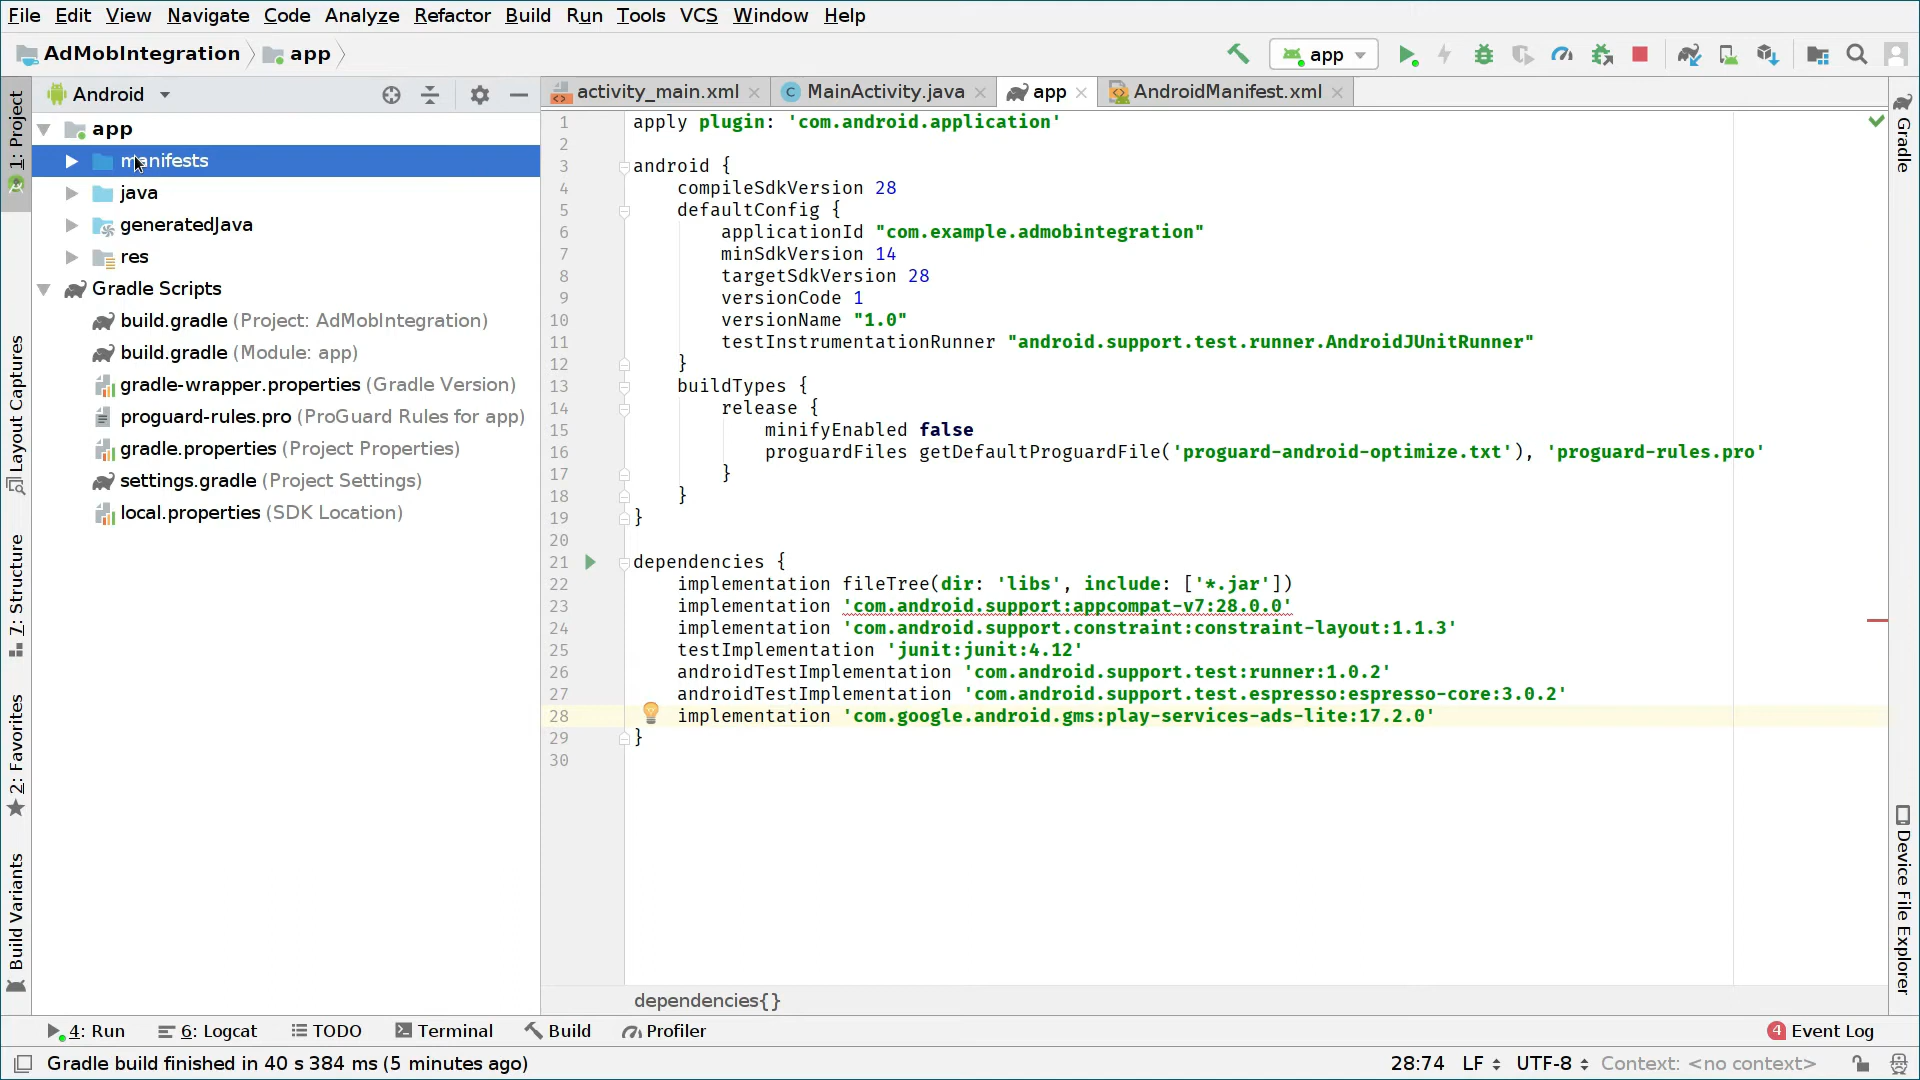 File Edit View Navigate Code Analyze Refactor Build Run Tools VCS Window Help
AdMobIntegration app
app
1: Project
Android
activity_main.xml MainActivity.java app AndroidManifest.xml
Gradle
app
manifests
java
generatedJava
res
Gradle Scripts
build.gradle (Project: AdMobIntegration)
build.gradle (Module: app)
gradle-wrapper.properties (Gradle Version)
proguard-rules.pro (ProGuard Rules for app)
gradle.properties (Project Properties)
settings.gradle (Project Settings)
local.properties (SDK Location)
Layout Captures
7: Structure
2: Favorites
Build Variants
1 apply plugin: 'com.android.application'
2
3 android {
4 compileSdkVersion 28
5 defaultConfig {
6 applicationId "com.example.admobintegration"
7 minSdkVersion 14
8 targetSdkVersion 28
9 versionCode 1
10 versionName "1.0"
11 testInstrumentationRunner "android.support.test.runner.AndroidJUnitRunner"
12 }
13 buildTypes {
14 release {
15 minifyEnabled false
16 proguardFiles getDefaultProguardFile('proguard-android-optimize.txt'), 'proguard-rules.pro'
17 }
18 }
19 }
20
21 dependencies {
22 implementation fileTree(dir: 'libs', include: ['*.jar'])
23 implementation 'com.android.support:appcompat-v7:28.0.0'
24 implementation 'com.android.support.constraint:constraint-layout:1.1.3'
25 testImplementation 'junit:junit:4.12'
26 androidTestImplementation 'com.android.support.test:runner:1.0.2'
27 androidTestImplementation 'com.android.support.test.espresso:espresso-core:3.0.2'
28 implementation 'com.google.android.gms:play-services-ads-lite:17.2.0'
29 }
30
Device File Explorer
dependencies{}
4: Run 6: Logcat TODO Terminal Build Profiler 4 Event Log
Gradle build finished in 40 s 384 ms (5 minutes ago) 28:74 LF UTF-8 Context: <no context>